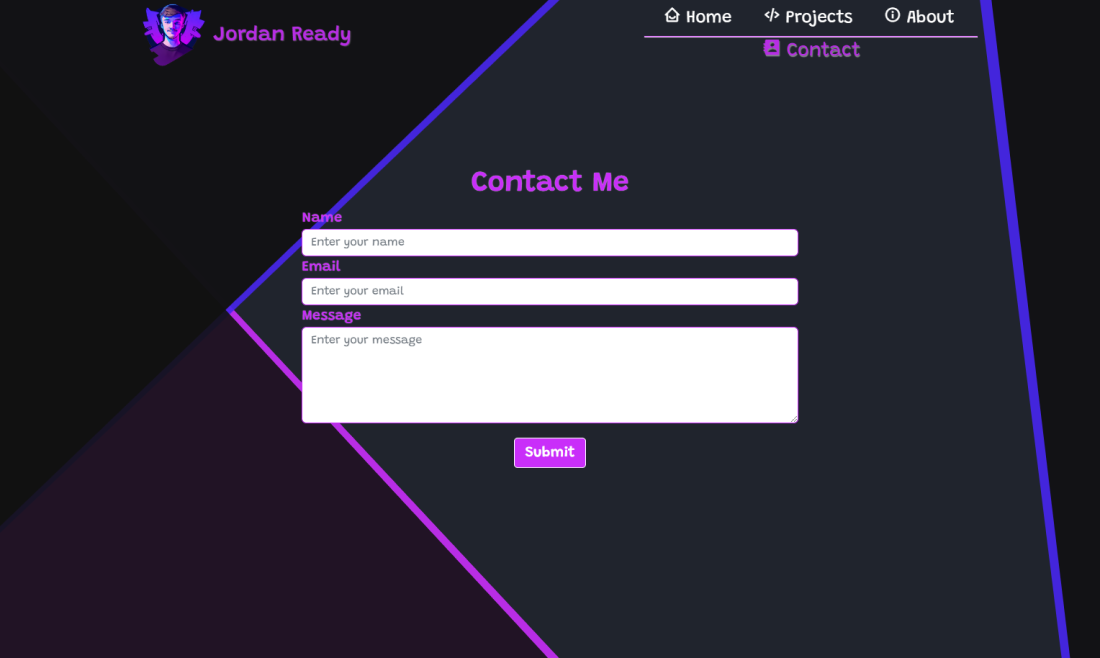 Jordan Ready
Home Projects About
Contact
Contact Me
Name
Enter your name
Email
Enter your email
Message
Enter your message
Submit